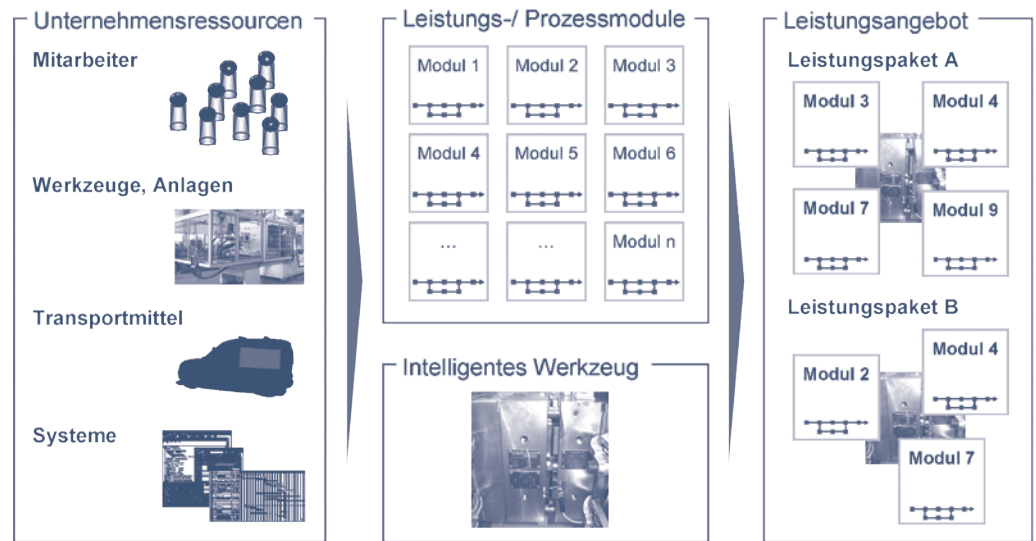 Unternehmensressourcen
Mitarbeiter
Werkzeuge, Anlagen
Transportmittel
Systeme
Leistungs-/ Prozessmodule
Modul 1
Modul 2
Modul 3
Modul 4
Modul 5
Modul 6
...
...
Modul n
Intelligentes Werkzeug
Leistungsangebot
Leistungspaket A
Modul 3
Modul 4
Modul 7
Modul 9
Leistungspaket B
Modul 2
Modul 4
Modul 7